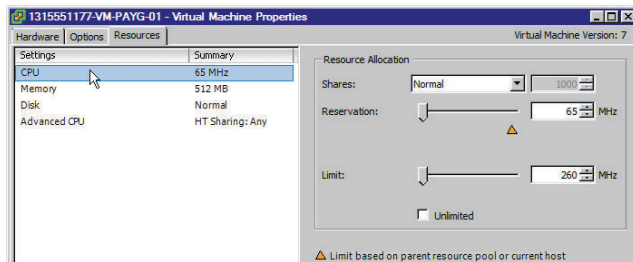 1315551177-VM-PAYG-01 - Virtual Machine Properties
Hardware Options Resources Virtual Machine Version: 7
Settings Summary
CPU 65 MHz
Memory 512 MB
Disk Normal
Advanced CPU HT Sharing: Any
Resource Allocation
Shares: Normal 1000
Reservation: 65 MHz
Limit: 260 MHz
Unlimited
Limit based on parent resource pool or current host